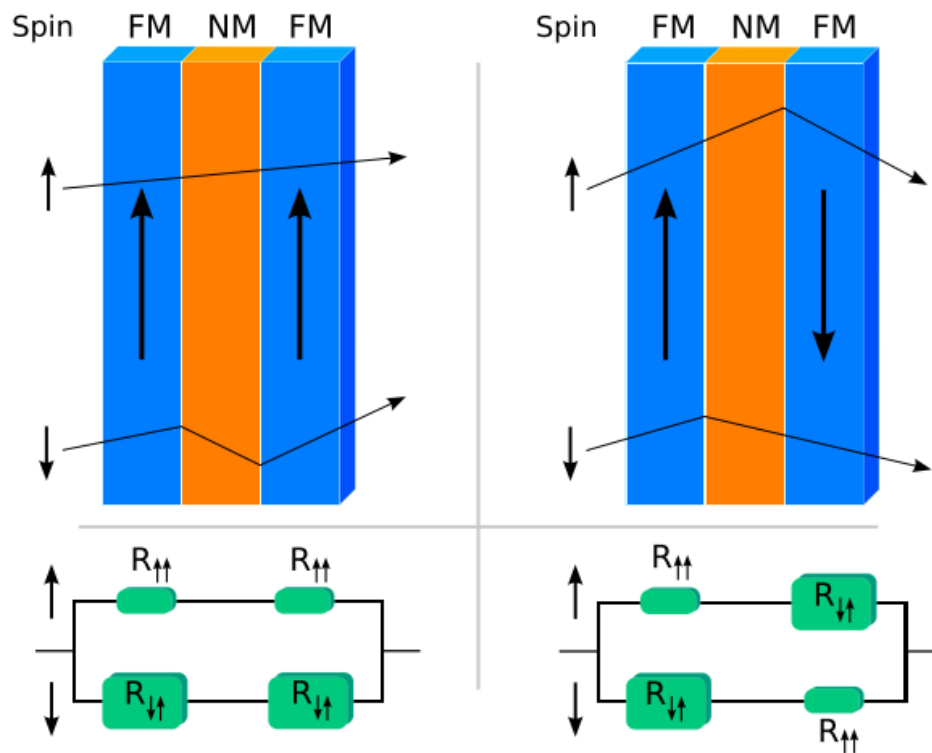 Spin FM NM FM
Spin FM NM FM
R↑↑ R↑↑
R↓↑ R↓↑
R↑↑
R↓↑
R↓↑
R↑↑